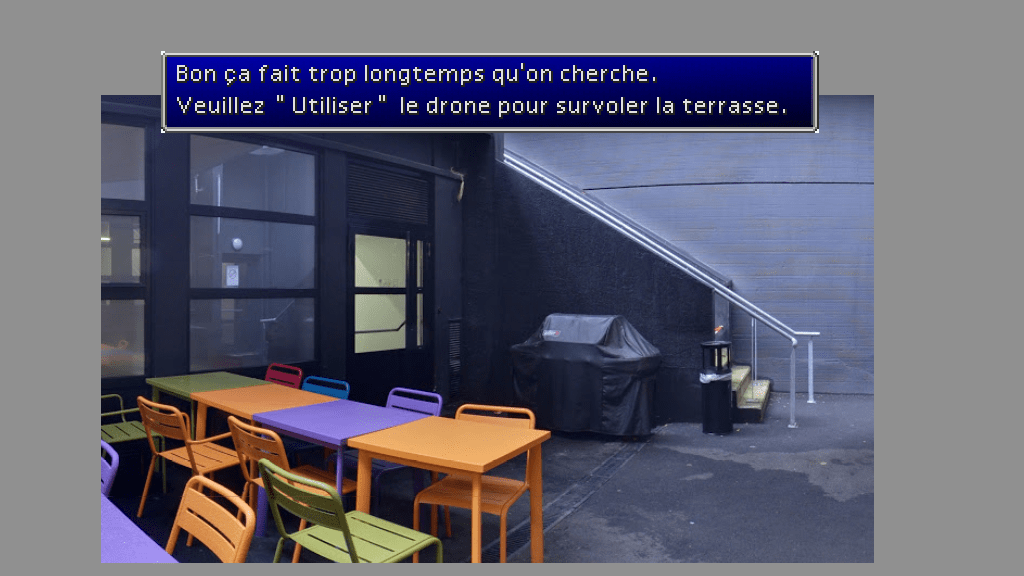 Bon ça fait trop longtemps qu'on cherche.
Veuillez "Utiliser" le drone pour survoler la terrasse.